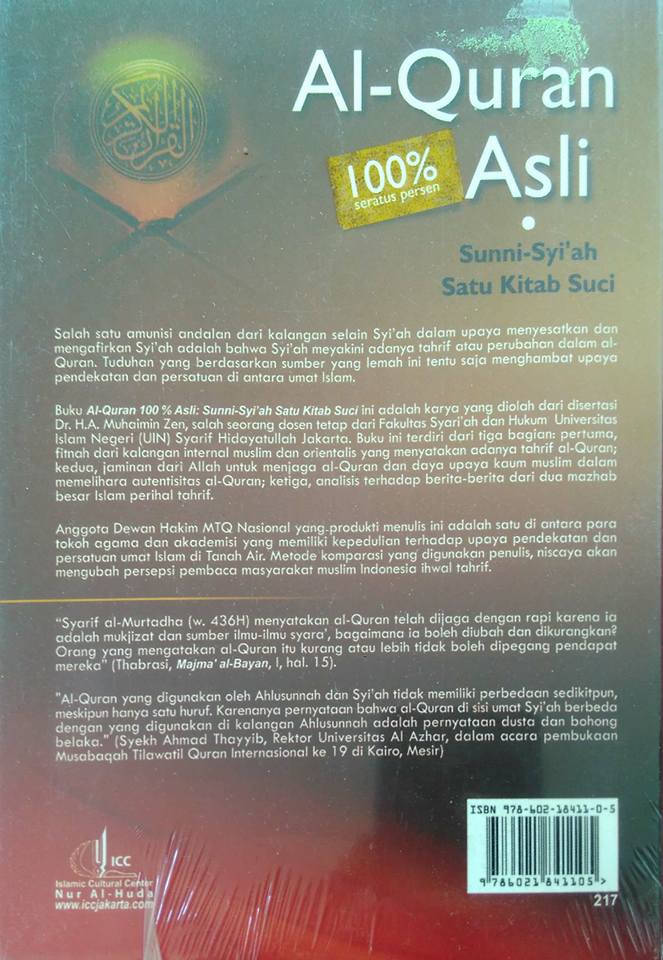 القرآن الكريم
Al-Quran
100%
seratus persen
Aṣli
Sunni-Syi'ah
Satu Kitab Suci
Salah satu amunisi andalan dari kalangan selain Syi'ah dalam upaya menyesatkan dan
mengafirkan Syi'ah adalah bahwa Syi'ah meyakini adanya tahrif atau perubahan dalam al-
Quran. Tuduhan yang berdasarkan sumber yang lemah ini tentu saja menghambat upaya
pendekatan dan persatuan di antara umat Islam.
Buku Al-Quran 100 % Asli: Sunni-Syi'ah Satu Kitab Suci ini adalah karya yang diolah dari disertasi
Dr. H.A. Muhaimin Zen, salah seorang dosen tetap dari Fakultas Syari'ah dan Hukum Universitas
Islam Negeri (UIN) Syarif Hidayatullah Jakarta. Buku ini terdiri dari tiga bagian: pertama,
fitnah dari kalangan internal muslim dan orientalis yang menyatakan adanya tahrif al-Quran;
kedua, jaminan dari Allah untuk menjaga al-Quran dan daya upaya kaum muslim dalam
memelihara autentisitas al-Quran; ketiga, analisis terhadap berita-berita dari dua mazhab
besar Islam perihal tahrif.
Anggota Dewan Hakim MTQ Nasional yang produkti menulis ini adalah satu di antara para
tokoh agama dan akademisi yang memiliki kepedulian terhadap upaya pendekatan dan
persatuan umat Islam di Tanah Air. Metode komparasi yang digunakan penulis, niscaya akan
mengubah persepsi pembaca masyarakat muslim Indonesia ihwal tahrif.
"Syarif al-Murtadha (w. 436H) menyatakan al-Quran telah dijaga dengan rapi karena ia
adalah mukjizat dan sumber ilmu-ilmu syara', bagaimana ia boleh diubah dan dikurangkan?
Orang yang mengatakan al-Quran itu kurang atau lebih tidak boleh dipegang pendapat
mereka" (Thabrasi, Majma' al-Bayan, I, hal. 15).
"Al-Quran yang digunakan oleh Ahlusunnah dan Syi'ah tidak memiliki perbedaan sedikitpun,
meskipun hanya satu huruf. Karenanya pernyataan bahwa al-Quran di sisi umat Syi'ah berbeda
dengan yang digunakan di kalangan Ahlusunnah adalah pernyataan dusta dan bohong
belaka." (Syekh Ahmad Thayyib, Rektor Universitas Al Azhar, dalam acara pembukaan
Musabaqah Tilawatil Quran Internasional ke 19 di Kairo, Mesir)
ISBN 978-602-18411-0-5
9 786021 841105 >
217
ICC
Islamic Cultural Center
Nur Al-Huda
www.iccjakarta.com